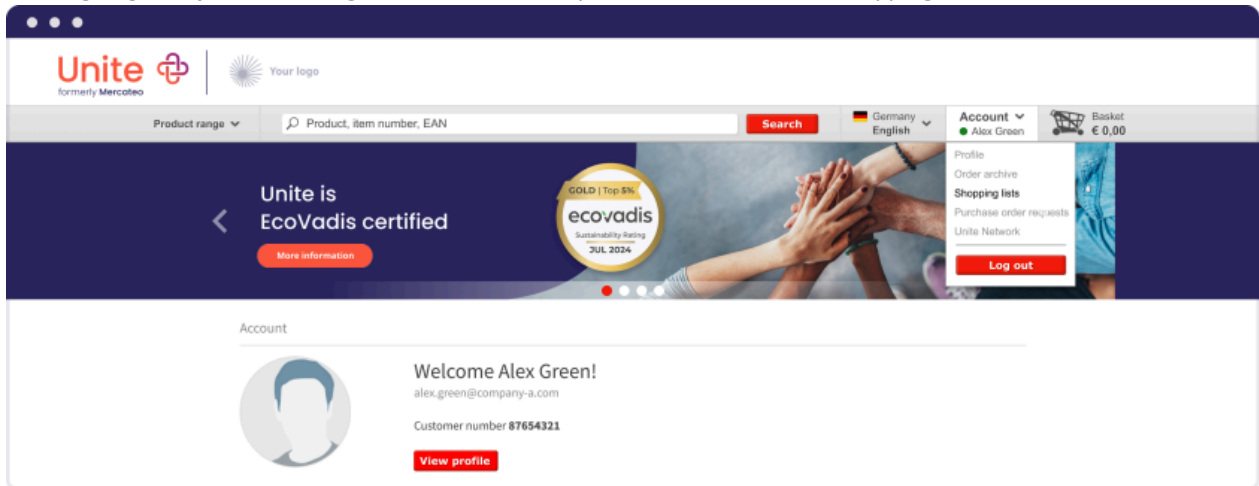 Unite
formerly Mercateo
Your logo
Product range
Product, item number, EAN
Search
Germany
English
Account
Alex Green
Basket
€ 0,00
Profile
Order archive
Shopping lists
Purchase order requests
Unite Network
Log out
Unite is
EcoVadis certified
More information
GOLD | Top 5%
ecovadis
Sustainability Rating
JUL 2024
Account
Welcome Alex Green!
alex.green@company-a.com
Customer number 87654321
View profile